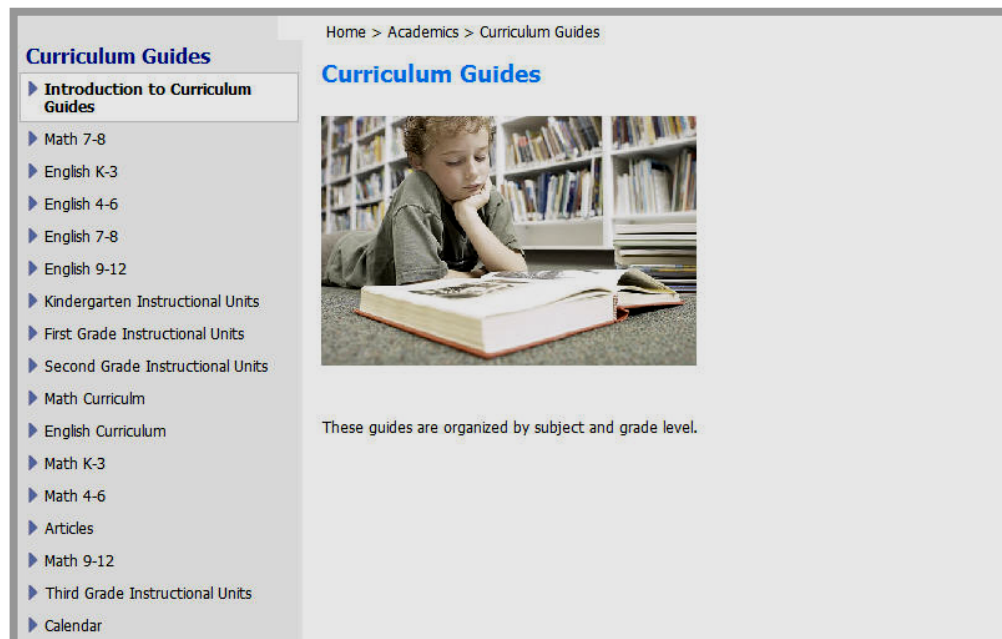 Home > Academics > Curriculum Guides
Curriculum Guides
Introduction to Curriculum
Guides
Math 7-8
English K-3
English 4-6
English 7-8
English 9-12
Kindergarten Instructional Units
First Grade Instructional Units
Second Grade Instructional Units
Math Curriculm
English Curriculum
Math K-3
Math 4-6
Articles
Math 9-12
Third Grade Instructional Units
Calendar
Curriculum Guides
These guides are organized by subject and grade level.